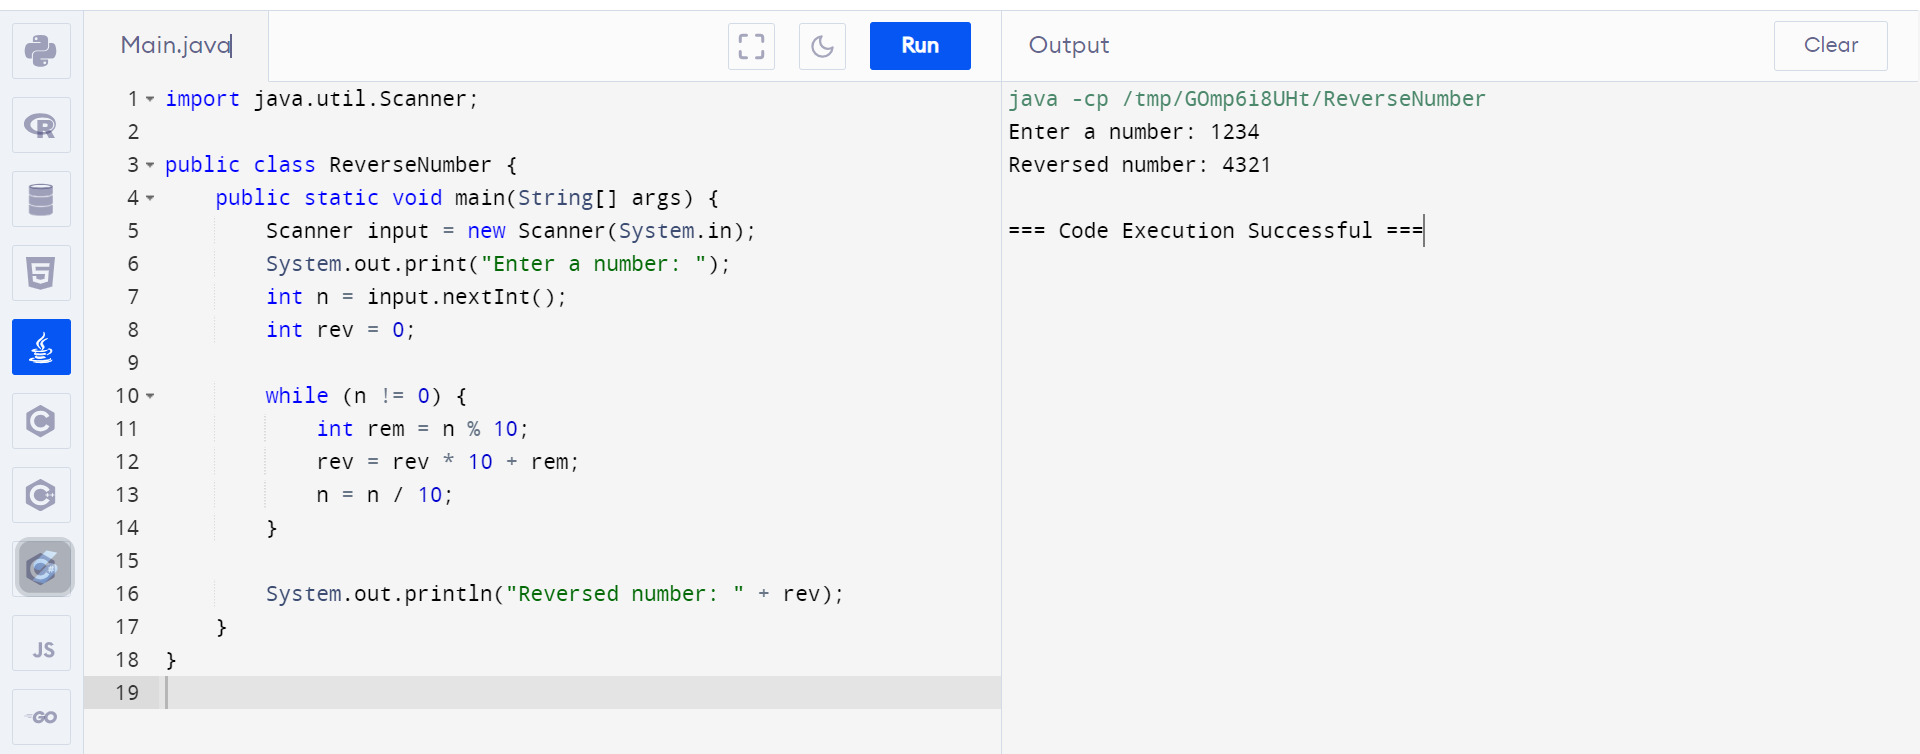 Main.java
Run
Output
Clear
1 import java.util.Scanner;
2
3 public class ReverseNumber {
4     public static void main(String[] args) {
5         Scanner input = new Scanner(System.in);
6         System.out.print("Enter a number: ");
7         int n = input.nextInt();
8         int rev = 0;
9
10         while (n != 0) {
11             int rem = n % 10;
12             rev = rev * 10 + rem;
13             n = n / 10;
14         }
15
16         System.out.println("Reversed number: " + rev);
17     }
18 }
19
java -cp /tmp/GOmp6i8UHt/ReverseNumber
Enter a number: 1234
Reversed number: 4321
=== Code Execution Successful ===
R
5
C
C++
C#
JS
GO